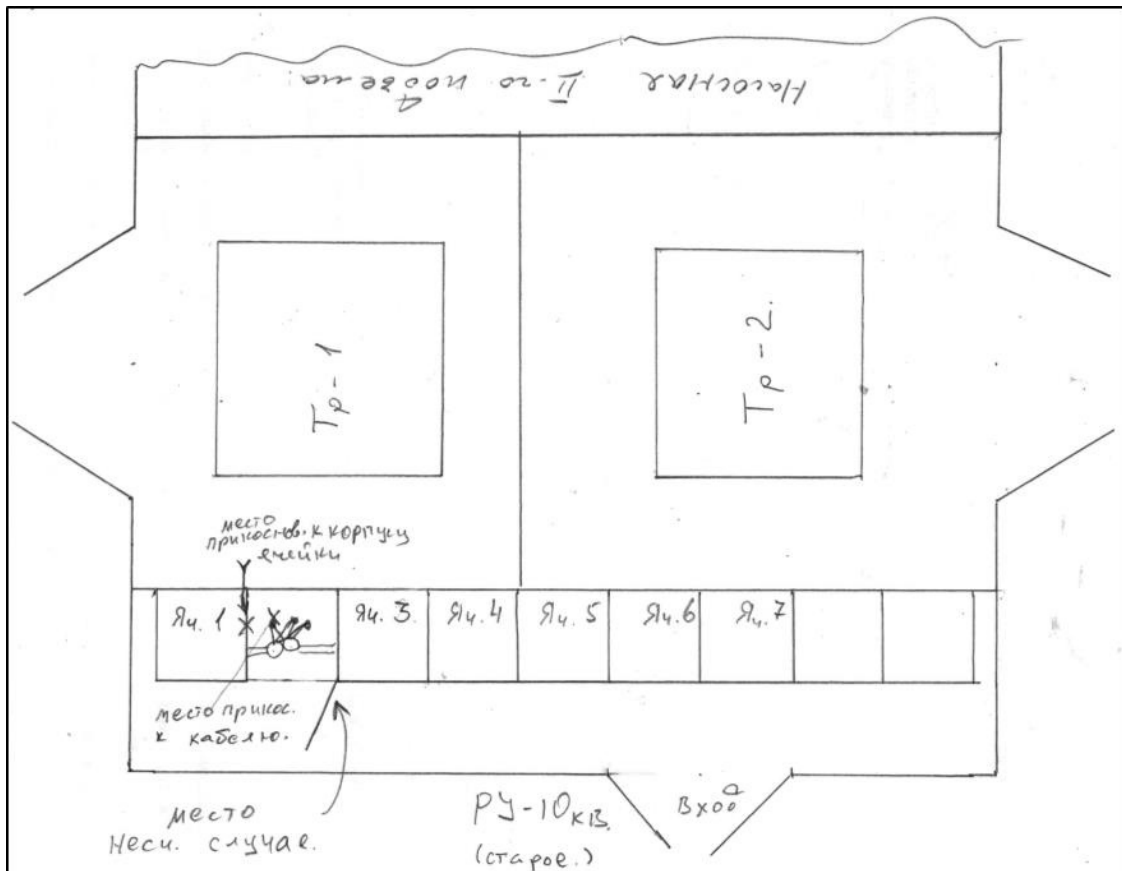 Насосная II-го подъема.
Тр-1
Тр-2.
место
прикоснов. к корпусу
ячейки
Яч. 1
Яч. 3.
Яч. 4
Яч. 5
Яч. 6
Яч. 7
место прикос.
к кабелю.
место
несч. случае.
РУ-10кВ.
(старое.)
Вход